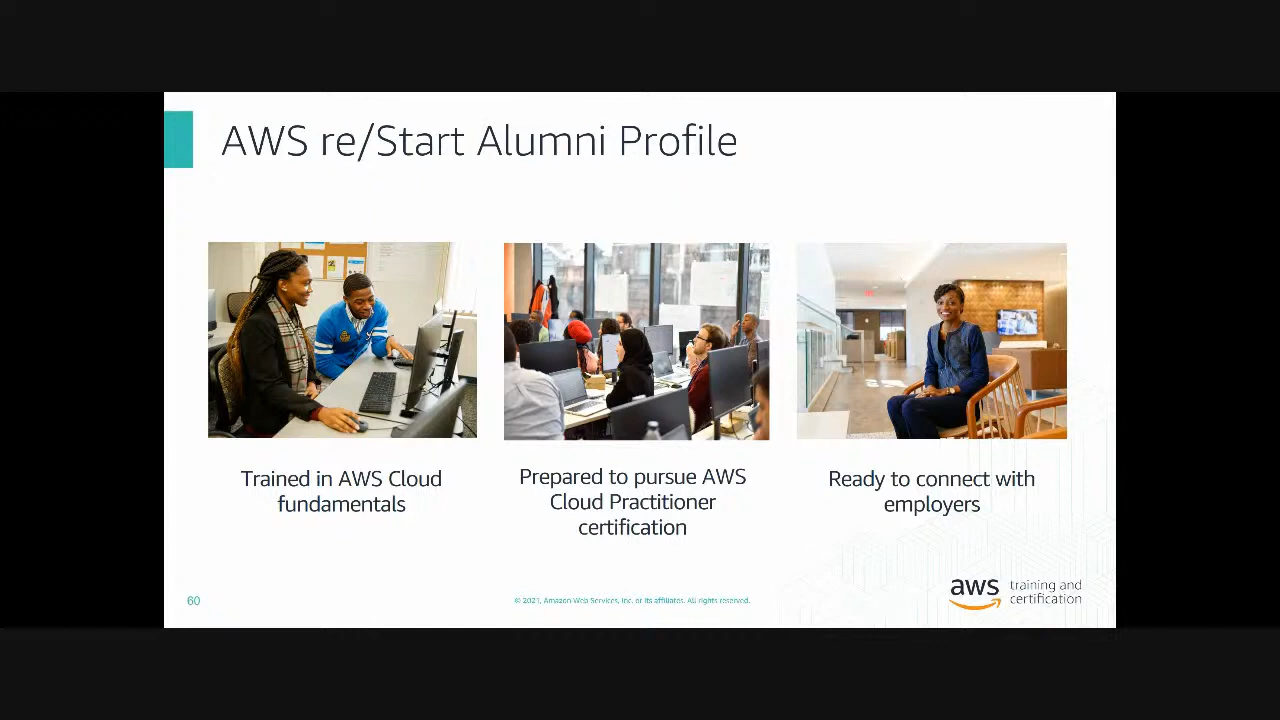 AWS re/Start Alumni Profile
Trained in AWS Cloud
fundamentals
Prepared to pursue AWS
Cloud Practitioner
certification
Ready to connect with
employers
60
© 2021, Amazon Web Services, Inc. or its affiliates. All rights reserved.
aws training and
certification